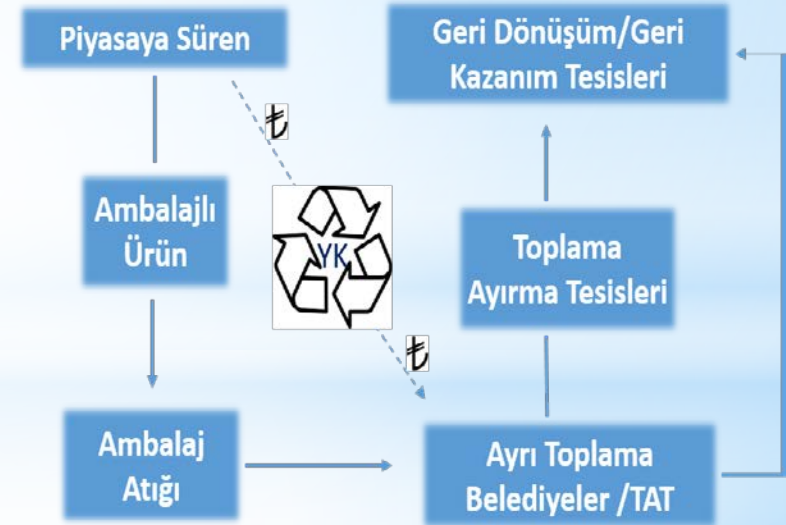 Piyasaya Süren
Geri Dönüşüm/Geri
Kazanım Tesisleri
₺
Ambalajlı
Ürün
YK
Toplama
Ayırma Tesisleri
₺
Ambalaj
Atığı
Ayrı Toplama
Belediyeler /TAT